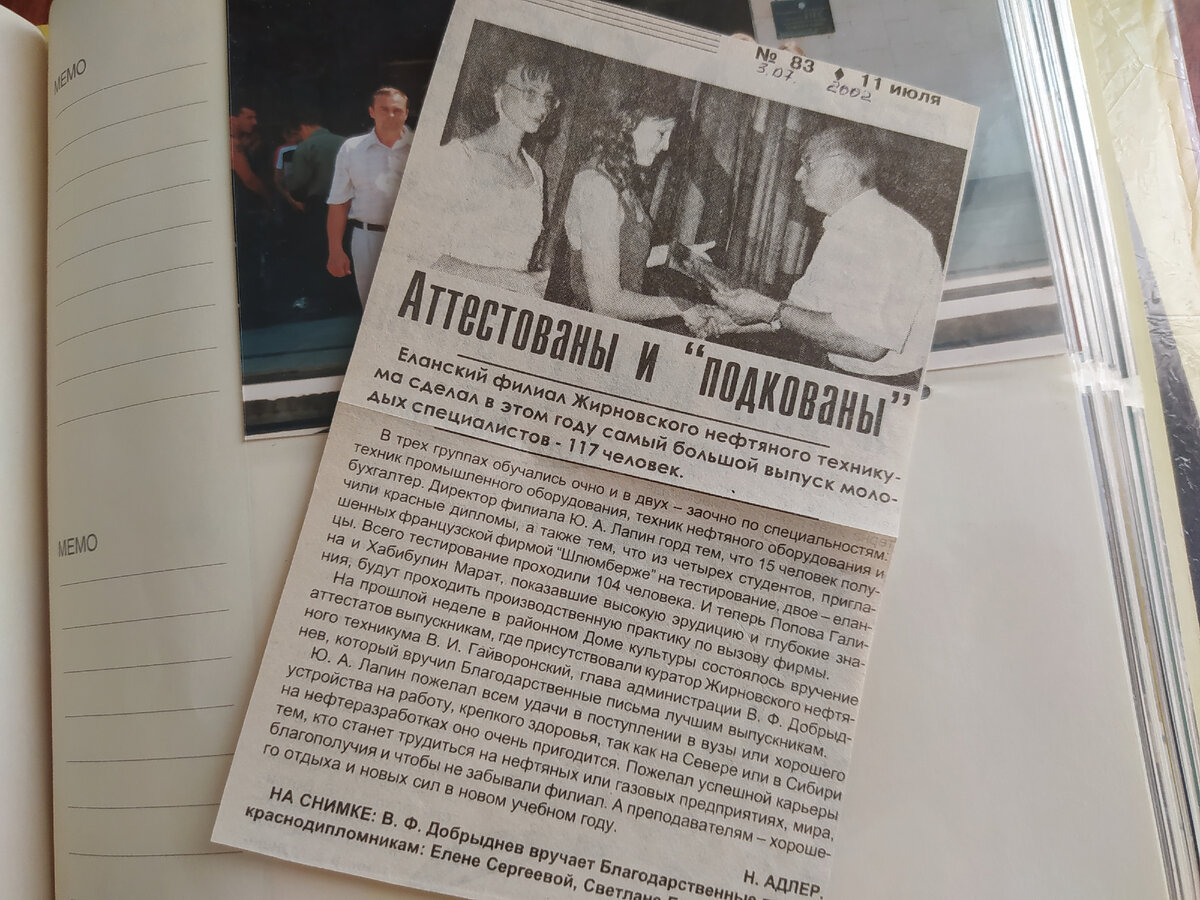 МЕМО
МЕМО
№ 83 ♦ 11 июля
3.07 2002
Аттестованы и “подкованы”
Еланский филиал Жирновского нефтяного технику-
ма сделал в этом году самый большой выпуск моло-
дых специалистов - 117 человек.
В трех группах обучались очно и в двух – заочно по специальностям:
техник промышленного оборудования, техник нефтяного оборудования и
бухгалтер. Директор филиала Ю. А. Лапин горд тем, что 15 человек полу-
чили красные дипломы, а также тем, что из четырех студентов, пригла-
шенных французской фирмой “Шлюмберже” на тестирование, двое – елан-
цы. Всего тестирование проходили 104 человека. И теперь Попова Гали-
на и Хабибулин Марат, показавшие высокую эрудицию и глубокие зна-
ния, будут проходить производственную практику по вызову фирмы.
На прошлой неделе в районном Доме культуры состоялось вручение
аттестатов выпускникам, где присутствовали куратор Жирновского нефтя-
ного техникума В. И. Гайворонский, глава администрации В. Ф. Добрыд-
нев, который вручил Благодарственные письма лучшим выпускникам.
Ю. А. Лапин пожелал всем удачи в поступлении в вузы или хорошего
устройства на работу, крепкого здоровья, так как на Севере или в Сибири
на нефтеразработках оно очень пригодится. Пожелал успешной карьеры
тем, кто станет трудиться на нефтяных или газовых предприятиях, мира,
благополучия и чтобы не забывали филиал. А преподавателям – хороше-
го отдыха и новых сил в новом учебном году.
Н. АДЛЕР.
НА СНИМКЕ: В. Ф. Добрыднев вручает Благодарственные
краснодипломникам: Елене Сергеевой, Светлане